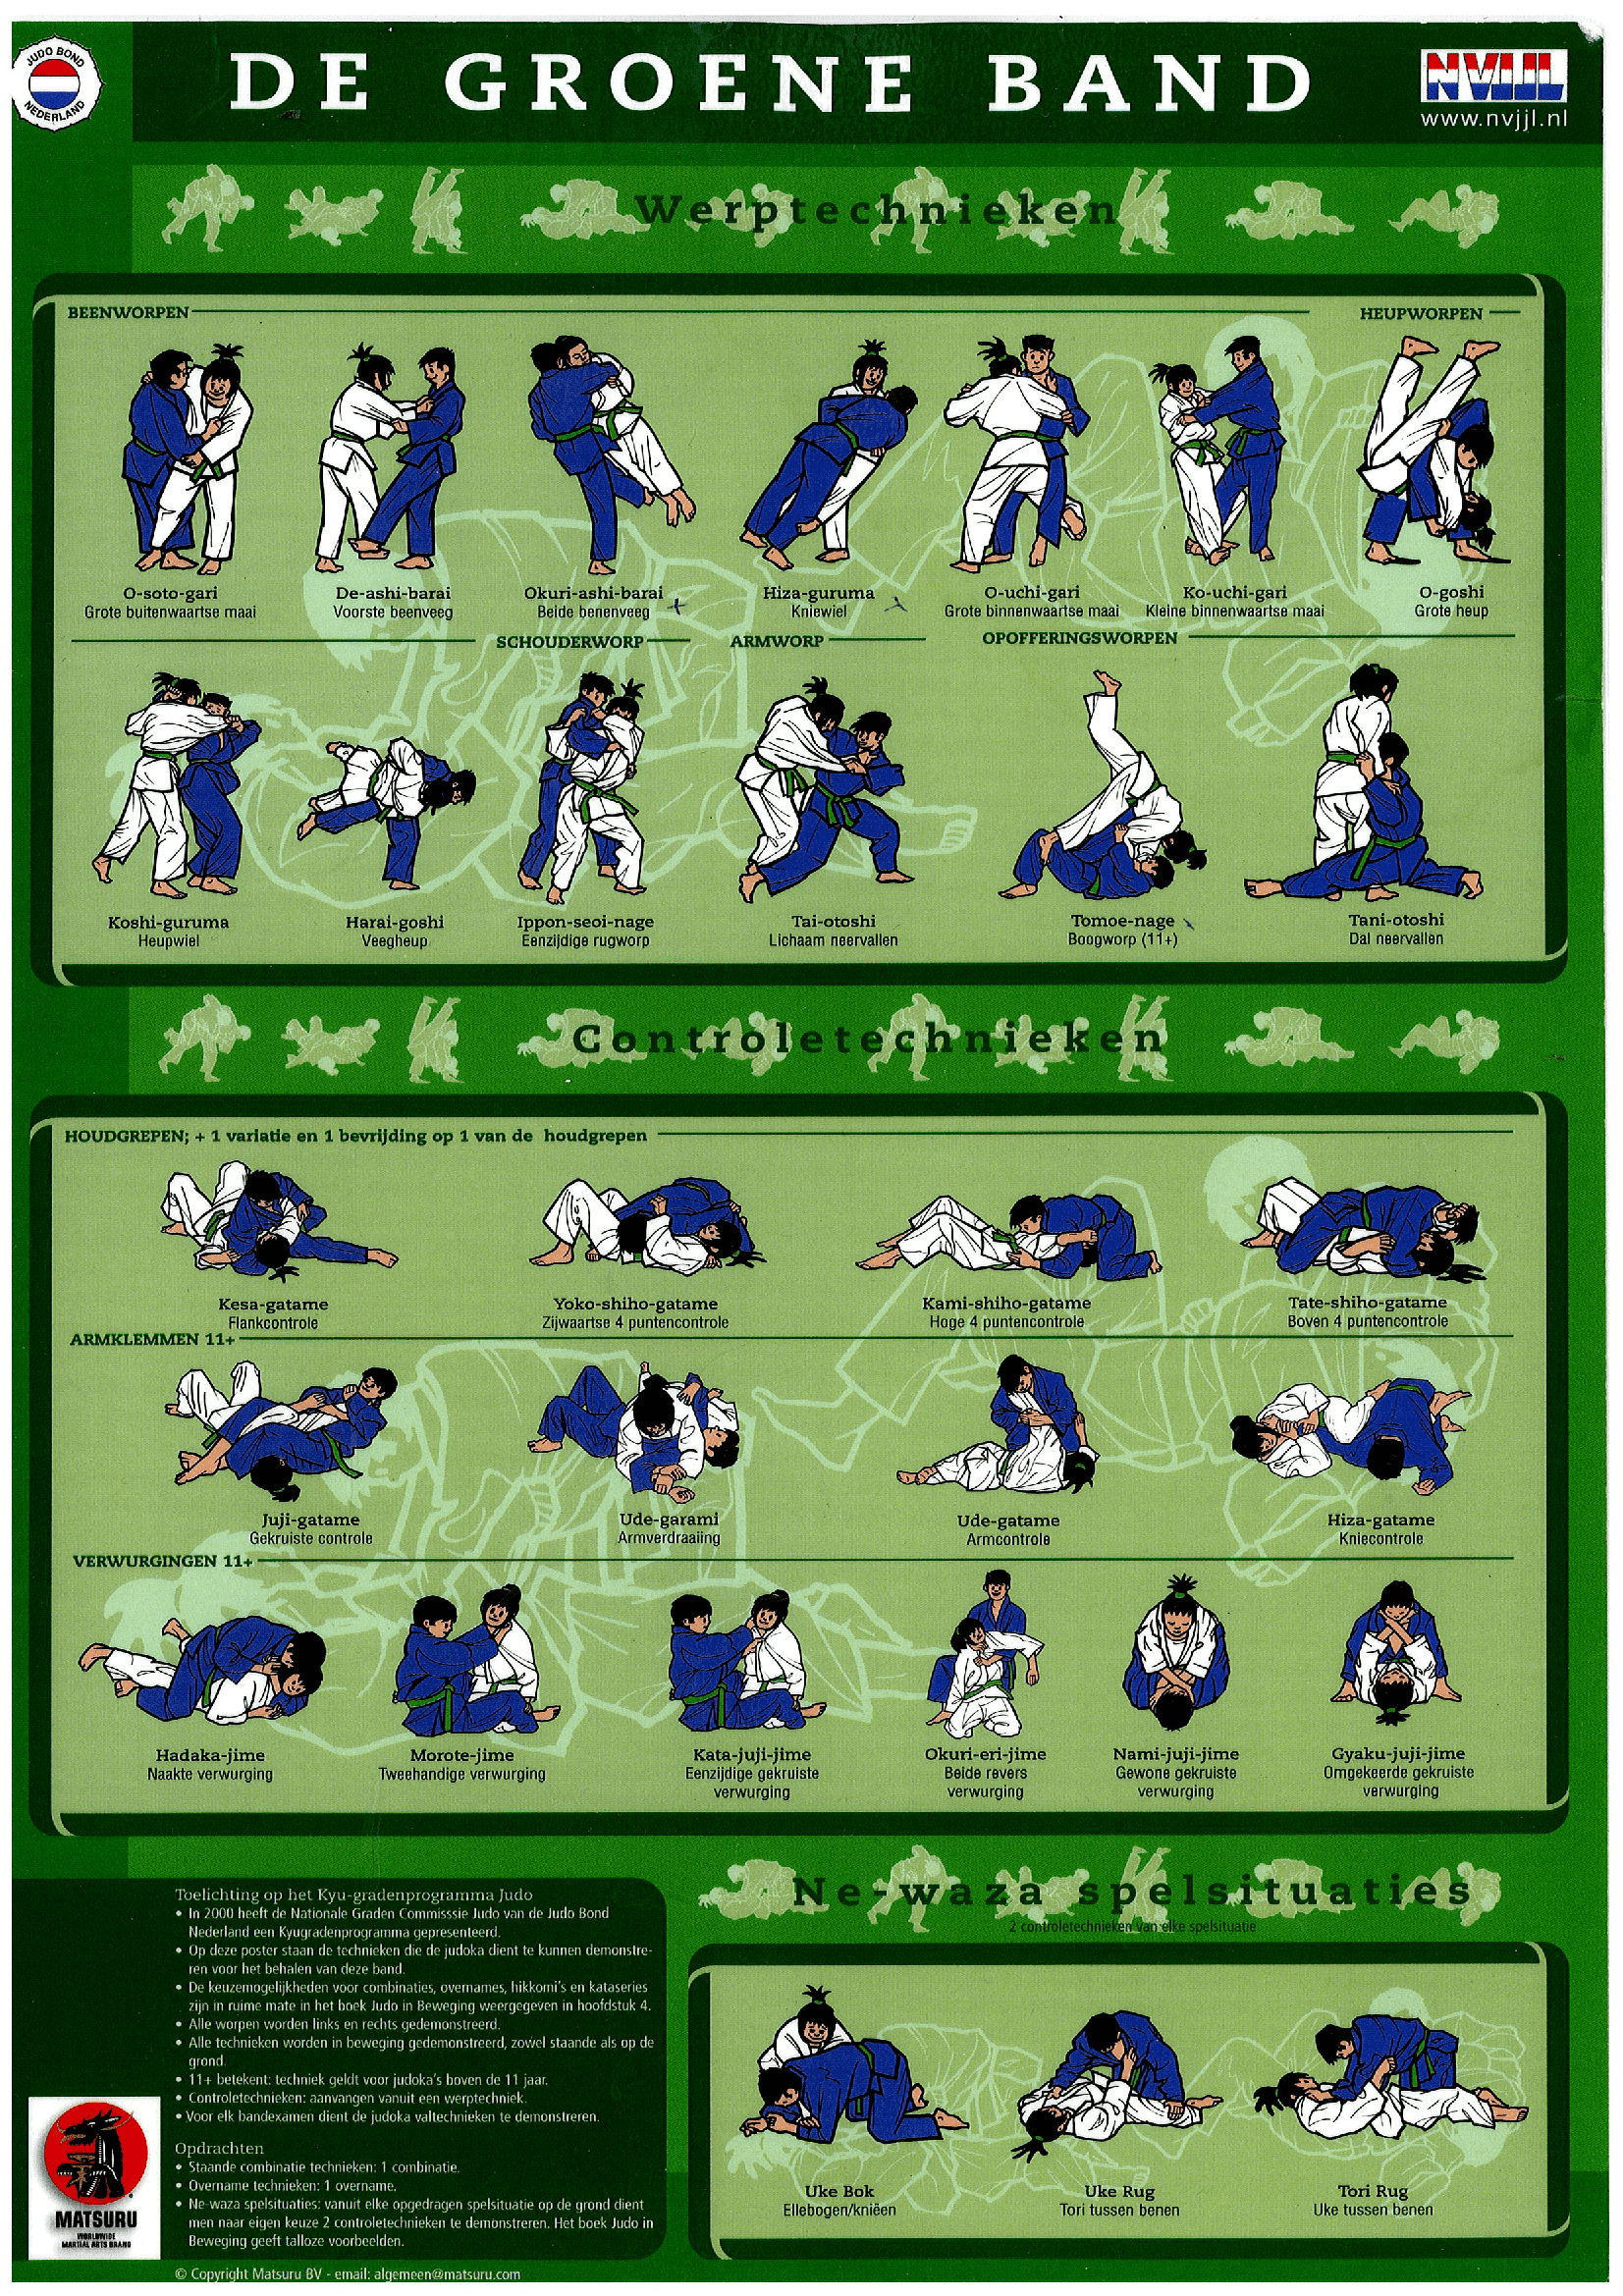 JUDO BOND
NEDERLAND
DE GROENE BAND
NVJJL
www.nvjjl.nl
Werptechnieken
BEENWORPEN
HEUPWORPEN
O-soto-gari
Grote buitenwaartse maai
De-ashi-barai
Voorste beenveeg
Okuri-ashi-barai
Beide benenveeg
Hiza-guruma
Kniewiel
O-uchi-gari
Grote binnenwaartse maai
Ko-uchi-gari
Kleine binnenwaartse maai
O-goshi
Grote heup
SCHOUDERWORP
ARMWORP
OPOFFERINGSWORPEN
Koshi-guruma
Heupwiel
Harai-goshi
Veegheup
Ippon-seoi-nage
Eenzijdige rugworp
Tai-otoshi
Lichaam neervallen
Tomoe-nage
Boogworp (11+)
Tani-otoshi
Dal neervallen
Controletechnieken
HOUDGREPEN; + 1 variatie en 1 bevrijding op 1 van de houdgrepen
Kesa-gatame
Flankcontrole
Yoko-shiho-gatame
Zijwaartse 4 puntencontrole
Kami-shiho-gatame
Hoge 4 puntencontrole
Tate-shiho-gatame
Boven 4 puntencontrole
ARMKLEMMEN 11+
Juji-gatame
Gekruiste controle
Ude-garami
Armverdraaiing
Ude-gatame
Armcontrole
Hiza-gatame
Kniecontrole
VERWURGINGEN 11+
Hadaka-jime
Naakte verwurging
Morote-jime
Tweehandige verwurging
Kata-juji-jime
Eenzijdige gekruiste
verwurging
Okuri-eri-jime
Beide revers
verwurging
Nami-juji-jime
Gewone gekruiste
verwurging
Gyaku-juji-jime
Omgekeerde gekruiste
verwurging
Toelichting op het Kyu-gradenprogramma Judo
• In 2000 heeft de Nationale Graden Commisssie Judo van de Judo Bond
Nederland een Kyugradenprogramma gepresenteerd.
• Op deze poster staan de technieken die de judoka dient te kunnen demonstre-
ren voor het behalen van deze band.
• De keuzemogelijkheden voor combinaties, overnames, hikkomi's en kataseries
zijn in ruime mate in het boek Judo in Beweging weergegeven in hoofdstuk 4.
• Alle worpen worden links en rechts gedemonstreerd.
• Alle technieken worden in beweging gedemonstreerd, zowel staande als op de
grond.
• 11+ betekent: techniek geldt voor judoka's boven de 11 jaar.
• Controletechnieken: aanvangen vanuit een werptechniek.
• Voor elk bandexamen dient de judoka valtechnieken te demonstreren.
Opdrachten
• Staande combinatie technieken: 1 combinatie.
• Overname technieken: 1 overname.
• Ne-waza spelsituaties: vanuit elke opgedragen spelsituatie op de grond dient
men naar eigen keuze 2 controletechnieken te demonstreren. Het boek Judo in
Beweging geeft talloze voorbeelden.
MATSURU
WORLDWIDE
MARTIAL ARTS BRAND
© Copyright Matsuru BV - email: algemeen@matsuru.com
Ne-waza spelsituaties
2 controletechnieken van elke spelsituatie
Uke Bok
Ellebogen/knieën
Uke Rug
Tori tussen benen
Tori Rug
Uke tussen benen